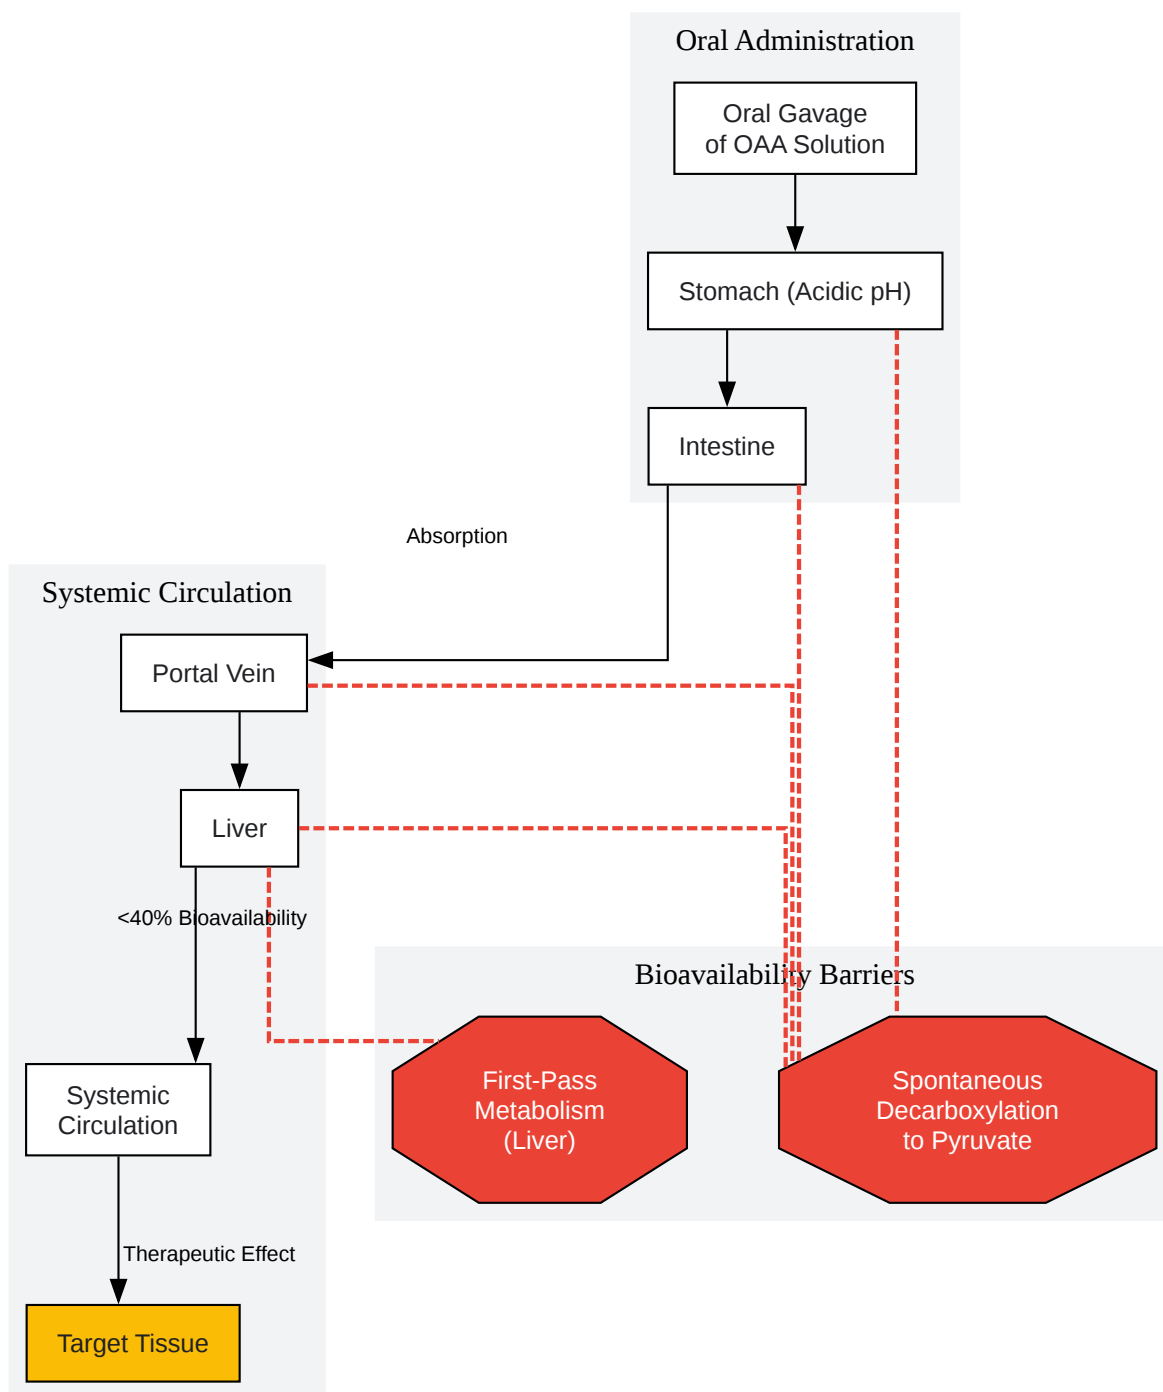 Oral Administration
Oral Gavage
of OAA Solution
Stomach (Acidic pH)
Intestine
Absorption
Systemic Circulation
Portal Vein
Liver
<40% Bioavailability
Bioavailability Barriers
First-Pass
Metabolism
(Liver)
Spontaneous
Decarboxylation
to Pyruvate
Systemic
Circulation
Therapeutic Effect
Target Tissue